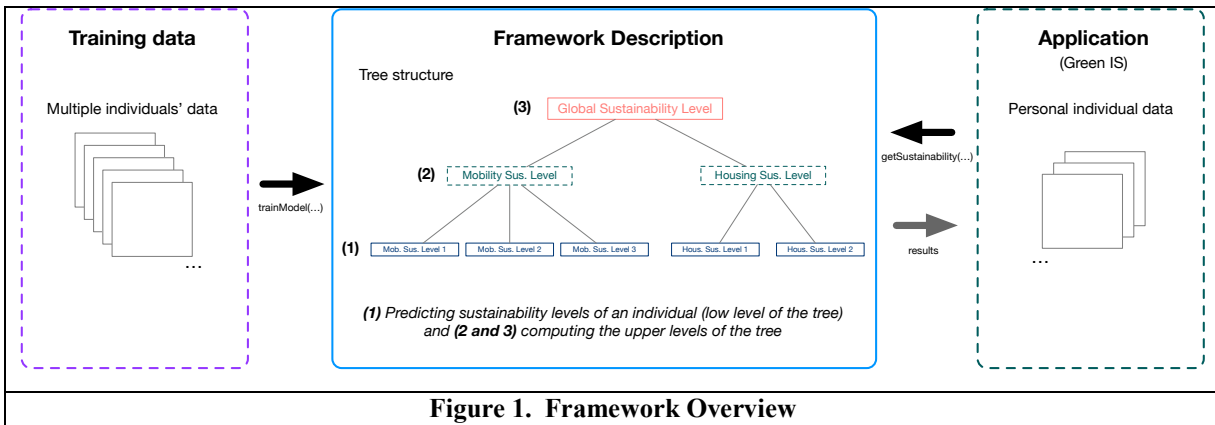 Training data
Multiple individuals' data
...
trainModel(...)
Framework Description
Tree structure
(3) Global Sustainability Level
(2) Mobility Sus. Level Housing Sus. Level
(1) Mob. Sus. Level 1 Mob. Sus. Level 2 Mob. Sus. Level 3 Hous. Sus. Level 1 Hous. Sus. Level 2
(1) Predicting sustainability levels of an individual (low level of the tree)
and (2 and 3) computing the upper levels of the tree
Application
(Green IS)
Personal individual data
getSustainability(...)
results
...
Figure 1. Framework Overview